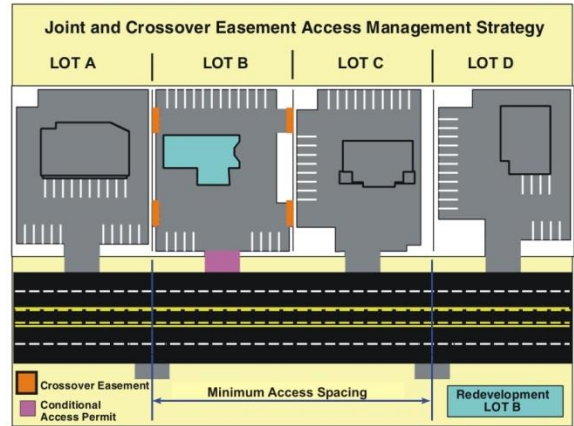 Joint and Crossover Easement Access Management Strategy
LOT A
LOT B
LOT C
LOT D
Crossover Easement
Conditional
Access Permit
Minimum Access Spacing
Redevelopment
LOT B